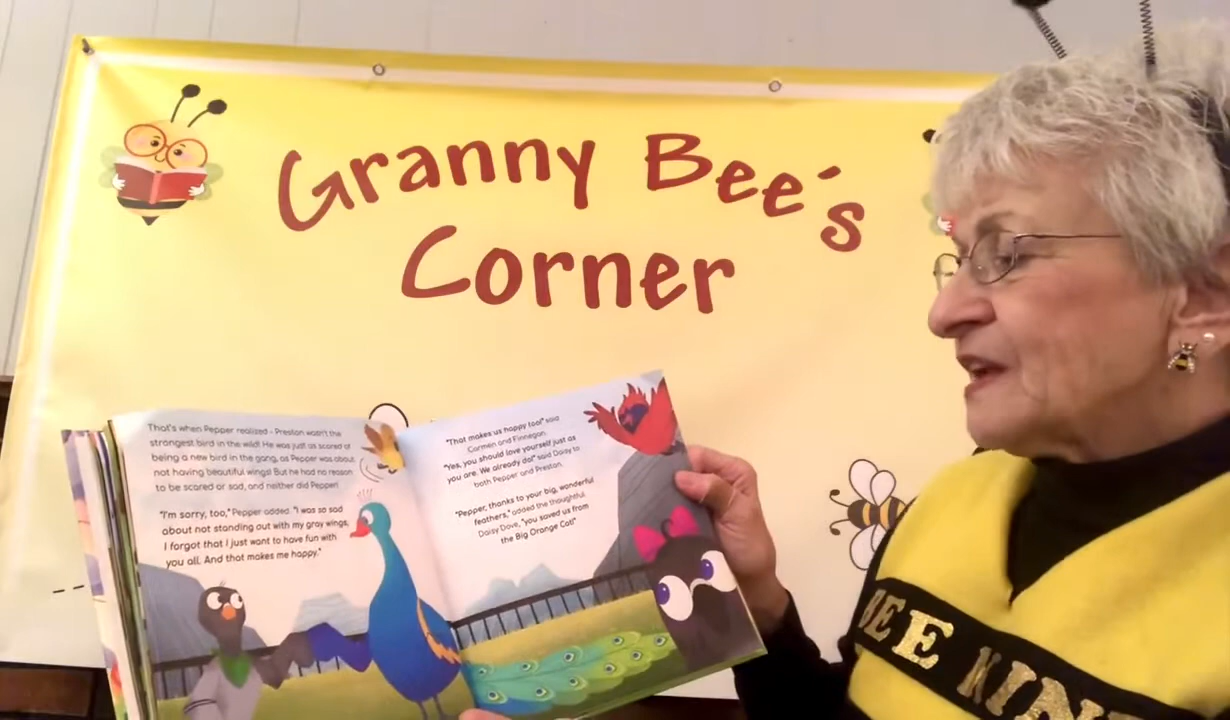 Granny Bee's
Corner
That's when Pepper realized - Preston wasn't the
strongest bird in the wild! He was just as scared of
being a new bird in the gang, as Pepper was about
not having beautiful wings! But he had no reason
to be scared or sad, and neither did Pepper!
"I'm sorry, too," Pepper added. "I was so sad
about not standing out with my gray wings,
I forgot that I just want to have fun with
you all. And that makes me happy."
"That makes us happy too!" said
Carmen and Finnegan.
"Yes, you should love yourself just as
you are. We already do!" said Daisy to
both Pepper and Preston.
"Pepper, thanks to your big, wonderful
feathers," added the thoughtful
Daisy Dove, "you saved us from
the Big Orange Cat!"
BEE KIN